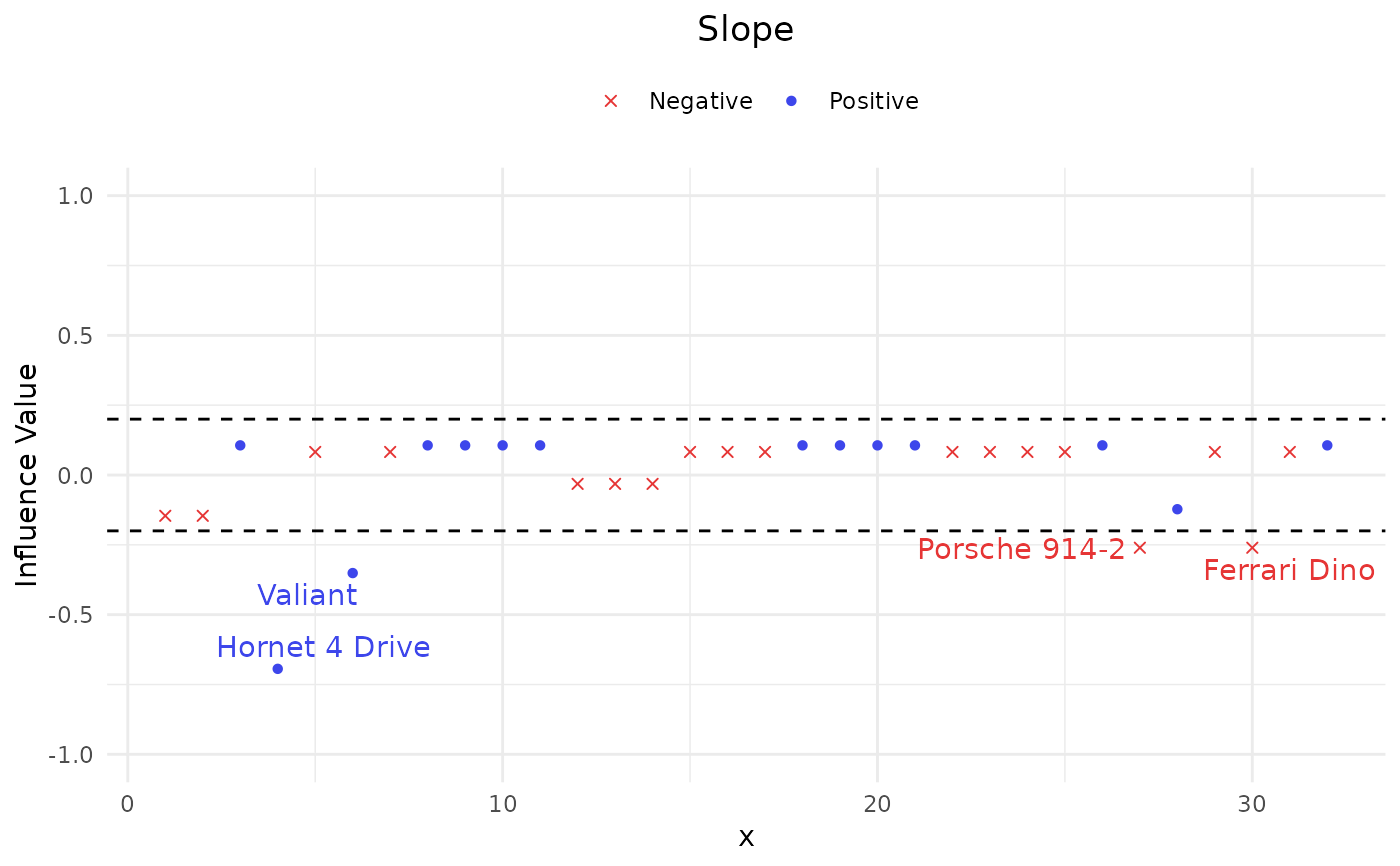 Slope
Negative
Positive
1.0
0.5
0.0
-0.5
-1.0
Influence Value
Porsche 914-2
Ferrari Dino
Valiant
Hornet 4 Drive
0
10
20
30
x